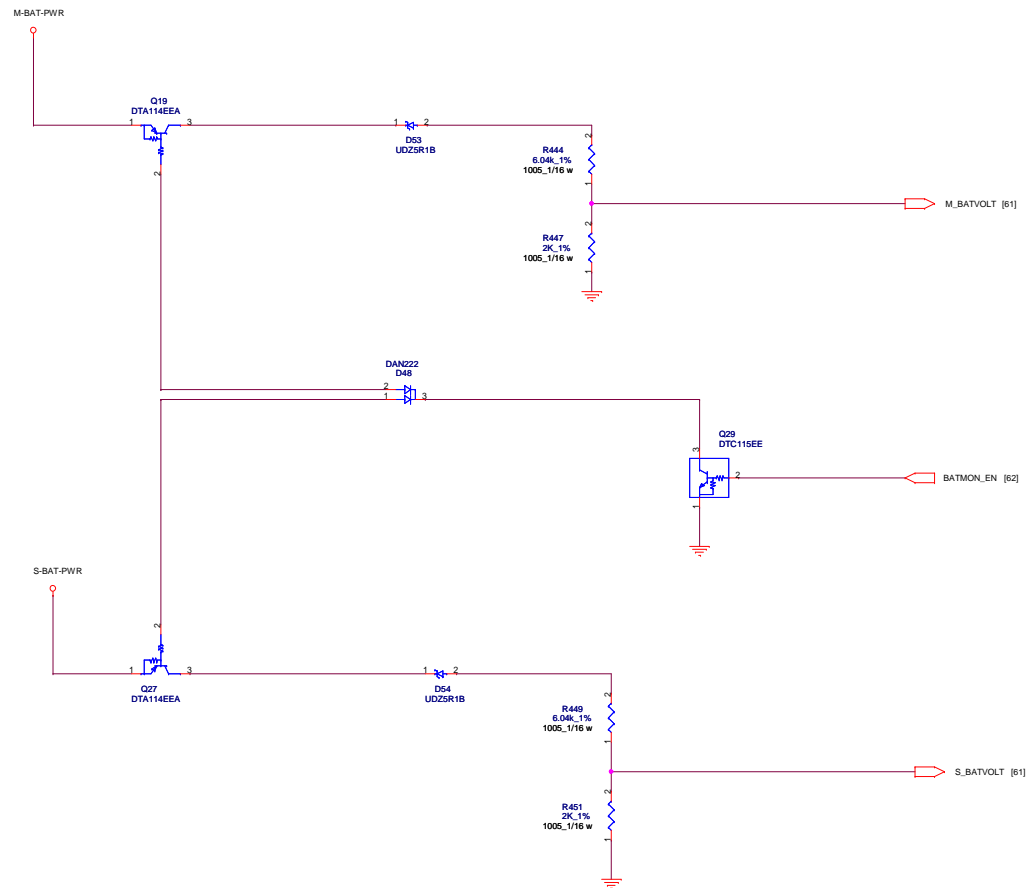 M-BAT-PWR
Q19
DTA114EEA
1
3
2
1
2
D53
UDZ5R1B
2
R444
6.04k_1%
1005_1/16 w
1
M_BATVOLT [61]
2
R447
2K_1%
1005_1/16 w
1
DAN222
D48
2
1
3
Q29
DTC115EE
3
2
BATMON_EN [62]
1
S-BAT-PWR
2
1
3
Q27
DTA114EEA
1
2
D54
UDZ5R1B
2
R449
6.04k_1%
1005_1/16 w
1
S_BATVOLT [61]
2
R451
2K_1%
1005_1/16 w
1